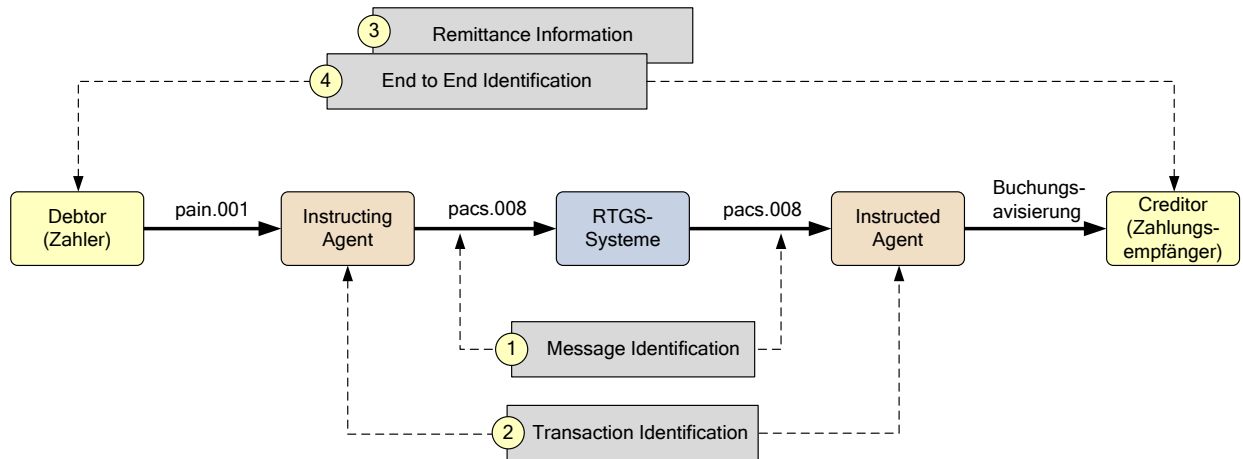 3
Remittance Information
4
End to End Identification
pain.001
pacs.008
pacs.008
Buchungs-
avisierung
Debtor
(Zahler)
Instructing
Agent
RTGS-
Systeme
Instructed
Agent
Creditor
(Zahlungs-
empfänger)
1
Message Identification
2
Transaction Identification